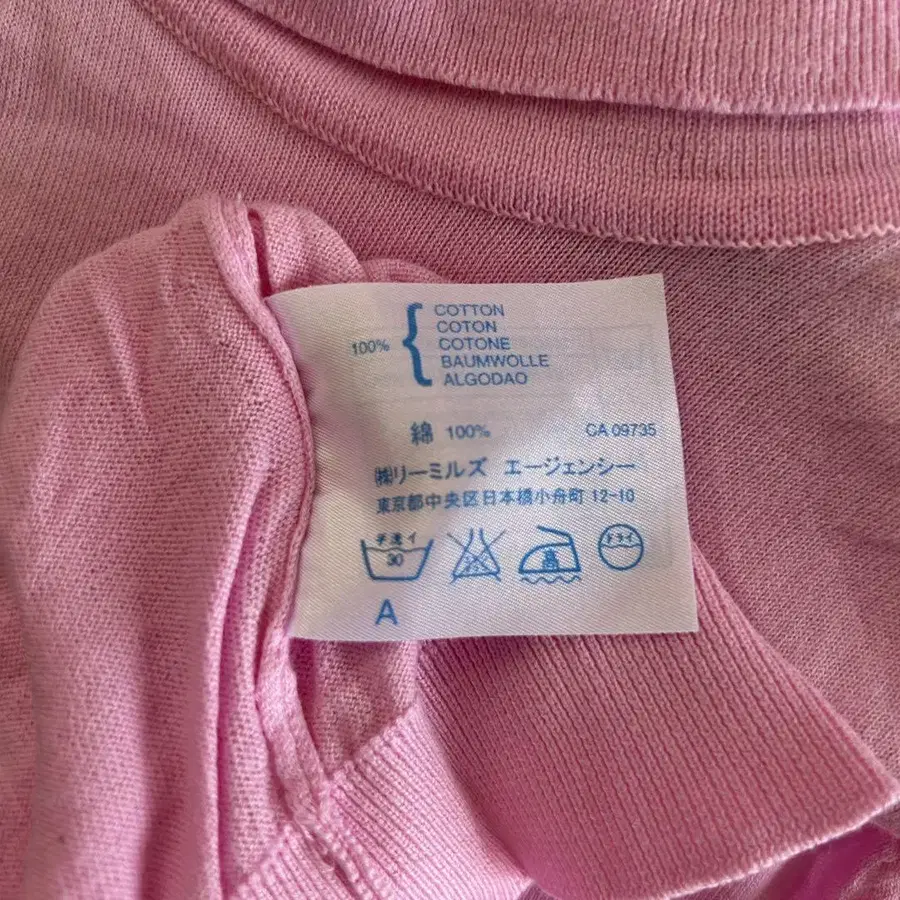 COTTON
COTON
100% { COTONE
BAUMWOLLE
ALGODAO
綿 100% CA 09735
㈱リーミルズ エージェンシー
東京都中央区日本橋小舟町 12-10
手洗イ 30 高 ドライ
A